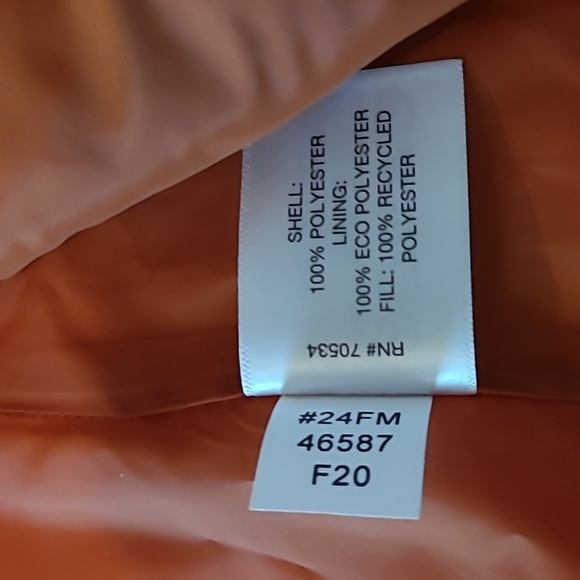 SHELL:
100% POLYESTER
LINING:
100% ECO POLYESTER
FILL: 100% RECYCLED
POLYESTER
RN# 70534
#24FM
46587
F20